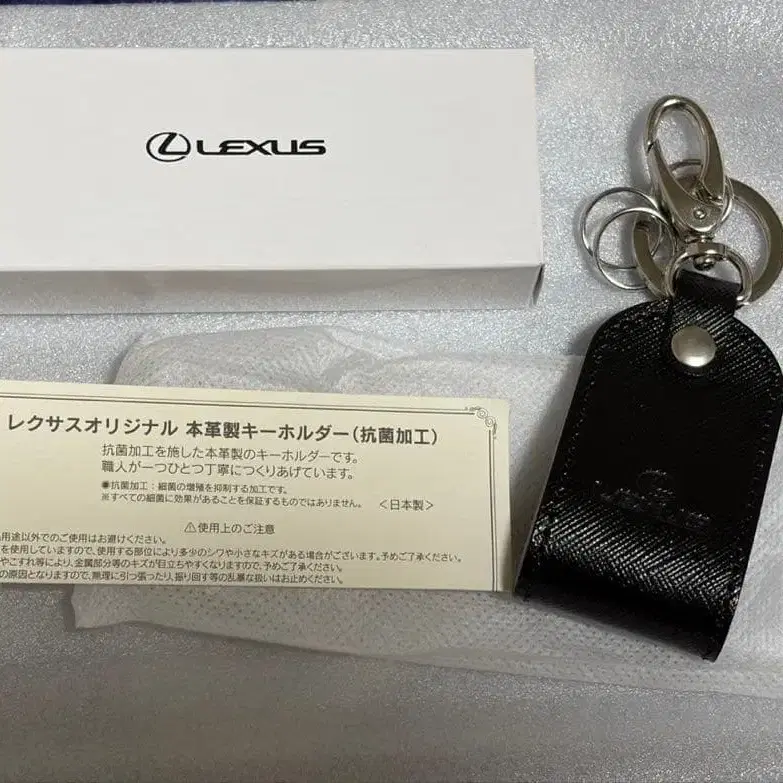 LEXUS
レクサスオリジナル 本革製キーホルダー(抗菌加工)
抗菌加工を施した本革製のキーホルダーです。
職人が一つひとつ丁寧につくりあげています。
●抗菌加工:細菌の増殖を抑制する加工です。
※すべての細菌に効果があることを保証するものではありません。 <日本製>
⚠使用上のご注意
用途以外でのご使用はお避けください。
を使用していますので、使用する部位により多少のシワや小さなキズがある場合がございます。予めご了承ください。
やこすれ等により、金属部分等のキズが目立ちやすくなりますので、予めご了承ください。
の原因となりますので、無理に引っ張ったり、振り回す等の乱暴な扱いはお止めください。